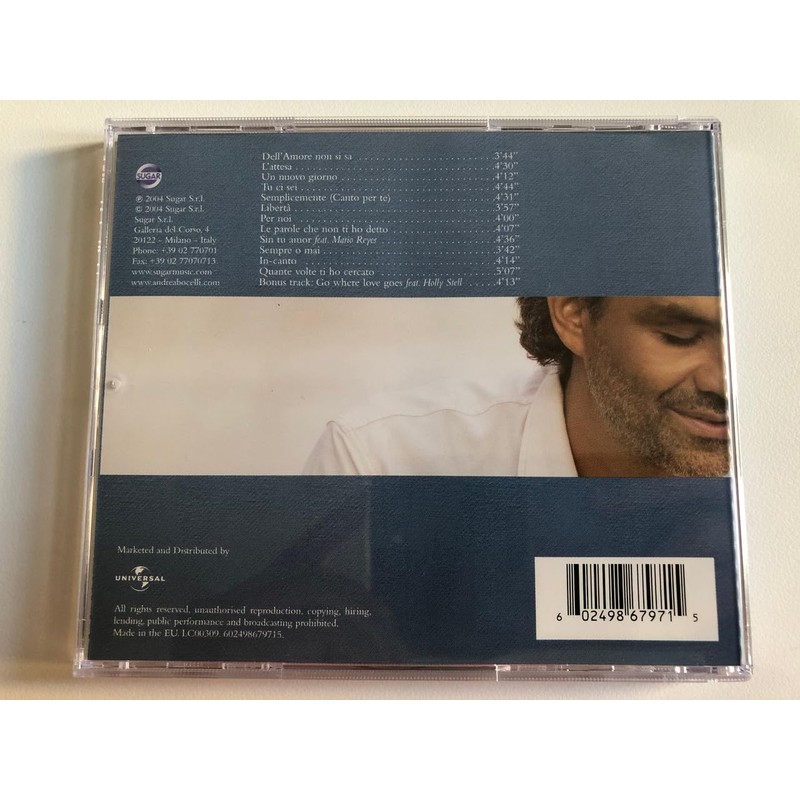 Dell'Amore non si sa 3'44"
L'attesa 4'30"
Un nuovo giorno 4'12"
Tu ci sei 4'44"
Semplicemente (Canto per te) 4'31"
Libertà 3'57"
Per noi 4'00"
Le parole che non ti ho detto 4'07"
Sin tu amor feat. Mario Reyes 4'36"
Sempre o mai 3'42"
In-canto 4'14"
Quante volte ti ho cercato 5'07"
Bonus track: Go where love goes feat. Holly Stell 4'13"
SUGAR
℗ 2004 Sugar S.r.l.
© 2004 Sugar S.r.l.
Sugar S.r.l.
Galleria del Corso, 4
20122 – Milano – Italy
Phone: +39 02 770701
Fax: +39 02 77070713
www.sugarmusic.com
www.andreabocelli.com
Marketed and Distributed by
UNIVERSAL
All rights reserved, unauthorised reproduction, copying, hiring,
lending, public performance and broadcasting prohibited.
Made in the EU. LC00309. 602498679715.
6 02498 67971 5